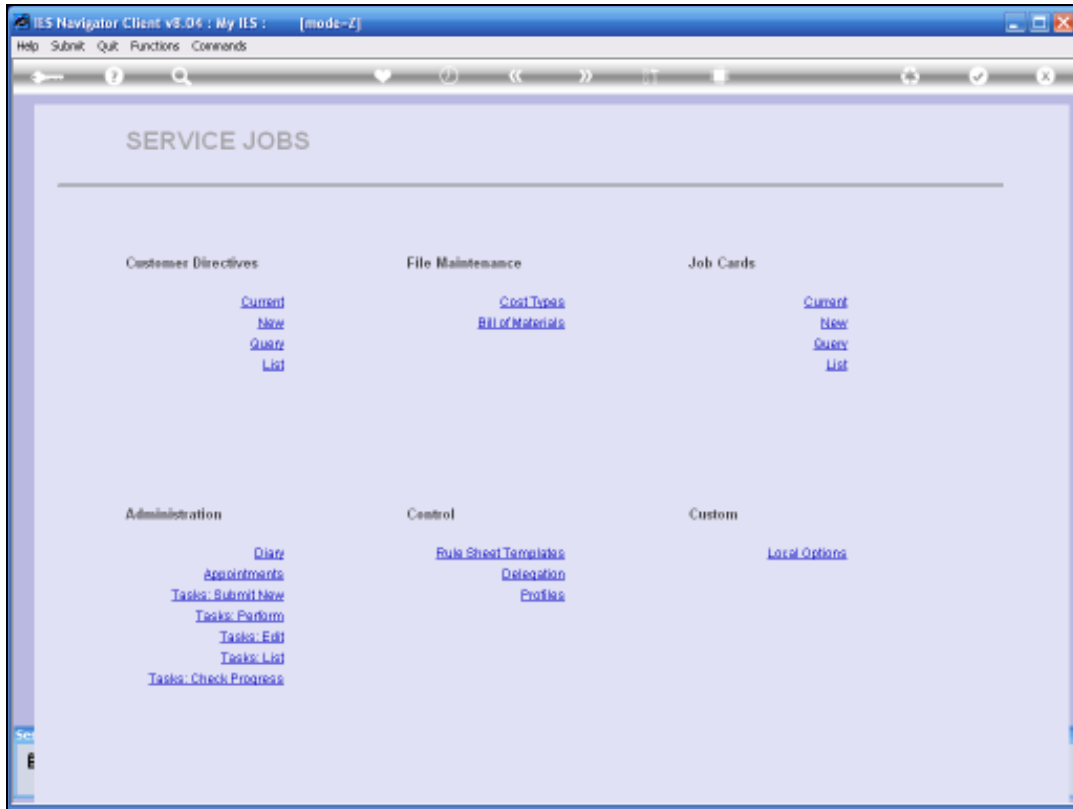 IES Navigator Client v8.04 : My IES : [mode=Z]
Help Submit Quit Functions Commands
SERVICE JOBS
Customer Directives
Current
New
Query
List
File Maintenance
Cost Types
Bill of Materials
Job Cards
Current
New
Query
List
Administration
Diary
Appointments
Tasks: Submit New
Tasks: Perform
Tasks: Edit
Tasks: List
Tasks: Check Progress
Control
Rule Sheet Templates
Delegation
Profiles
Custom
Local Options